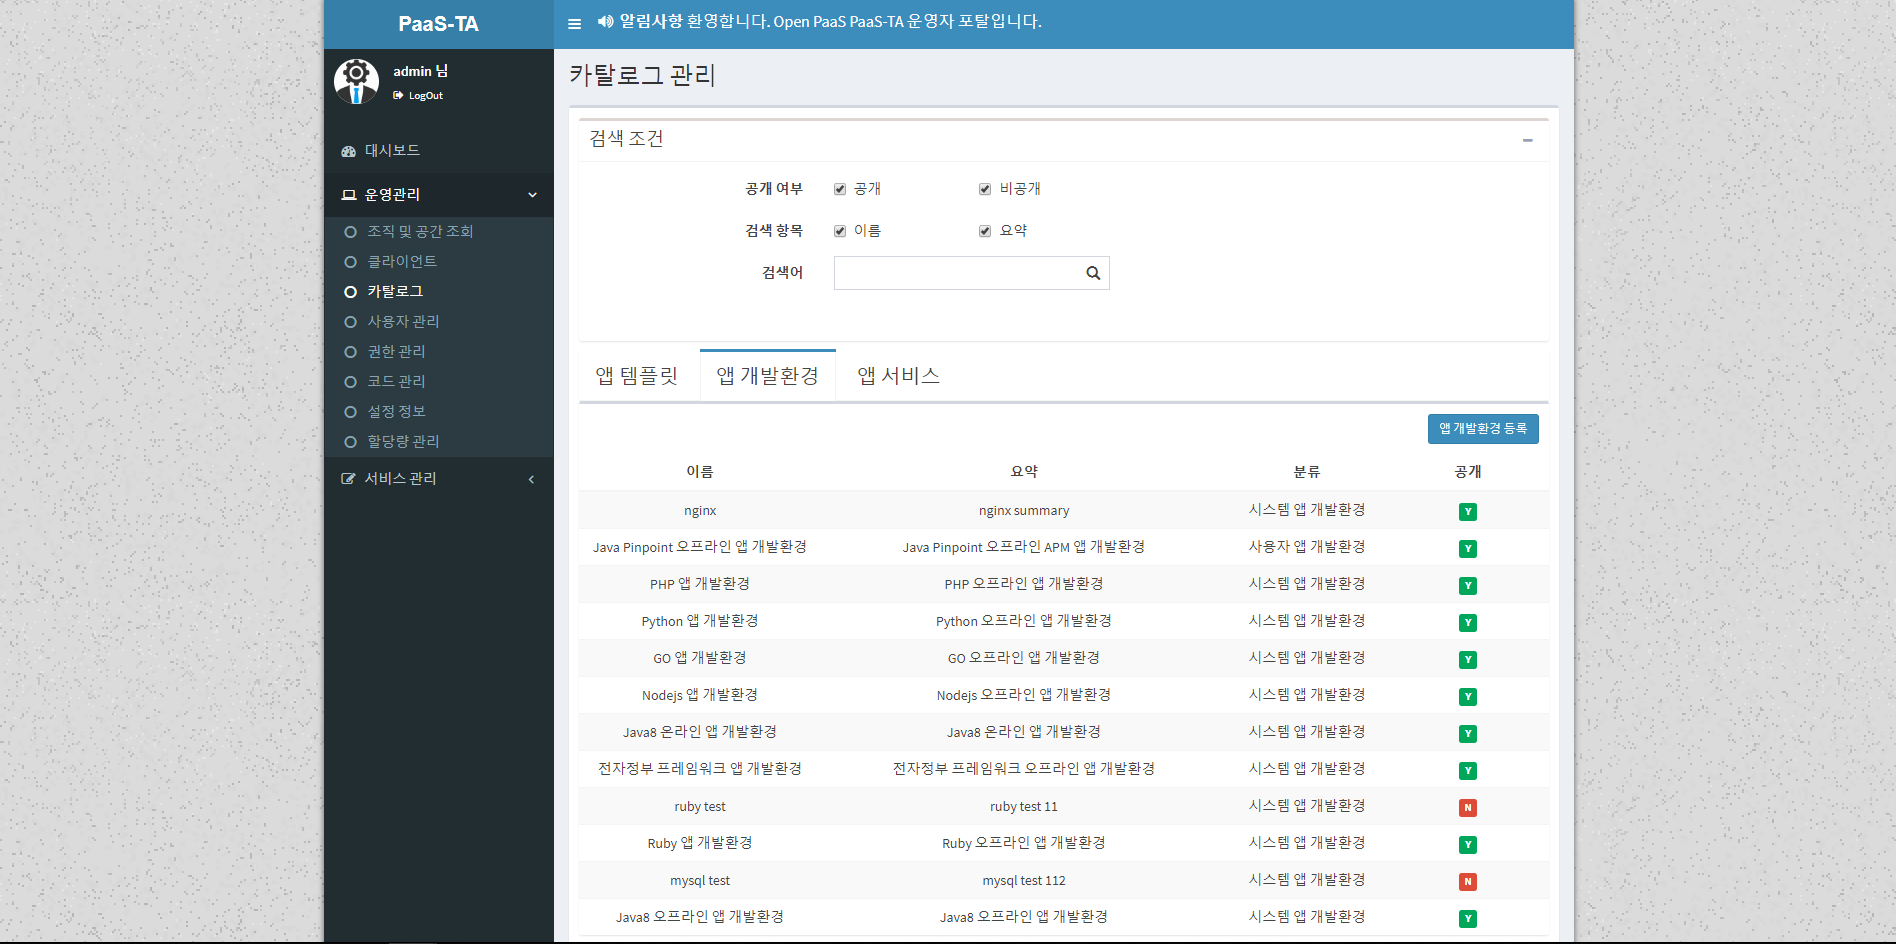 PaaS-TA
알림사항 환영합니다. Open PaaS PaaS-TA 운영자 포탈입니다.
admin 님
LogOut
대시보드
운영관리
조직 및 공간 조회
클라이언트
카탈로그
사용자 관리
권한 관리
코드 관리
설정 정보
할당량 관리
서비스 관리
카탈로그 관리
검색 조건
공개 여부 공개 비공개
검색 항목 이름 요약
검색어
앱 템플릿 앱 개발환경 앱 서비스
앱 개발환경 등록
이름 요약 분류 공개
nginx nginx summary 시스템 앱 개발환경 Y
Java Pinpoint 오프라인 앱 개발환경 Java Pinpoint 오프라인 APM 앱 개발환경 사용자 앱 개발환경 Y
PHP 앱 개발환경 PHP 오프라인 앱 개발환경 시스템 앱 개발환경 Y
Python 앱 개발환경 Python 오프라인 앱 개발환경 시스템 앱 개발환경 Y
GO 앱 개발환경 GO 오프라인 앱 개발환경 시스템 앱 개발환경 Y
Nodejs 앱 개발환경 Nodejs 오프라인 앱 개발환경 시스템 앱 개발환경 Y
Java8 온라인 앱 개발환경 Java8 온라인 앱 개발환경 시스템 앱 개발환경 Y
전자정부 프레임워크 앱 개발환경 전자정부 프레임워크 오프라인 앱 개발환경 시스템 앱 개발환경 Y
ruby test ruby test 11 시스템 앱 개발환경 N
Ruby 앱 개발환경 Ruby 오프라인 앱 개발환경 시스템 앱 개발환경 Y
mysql test mysql test 112 시스템 앱 개발환경 N
Java8 오프라인 앱 개발환경 Java8 오프라인 앱 개발환경 시스템 앱 개발환경 Y